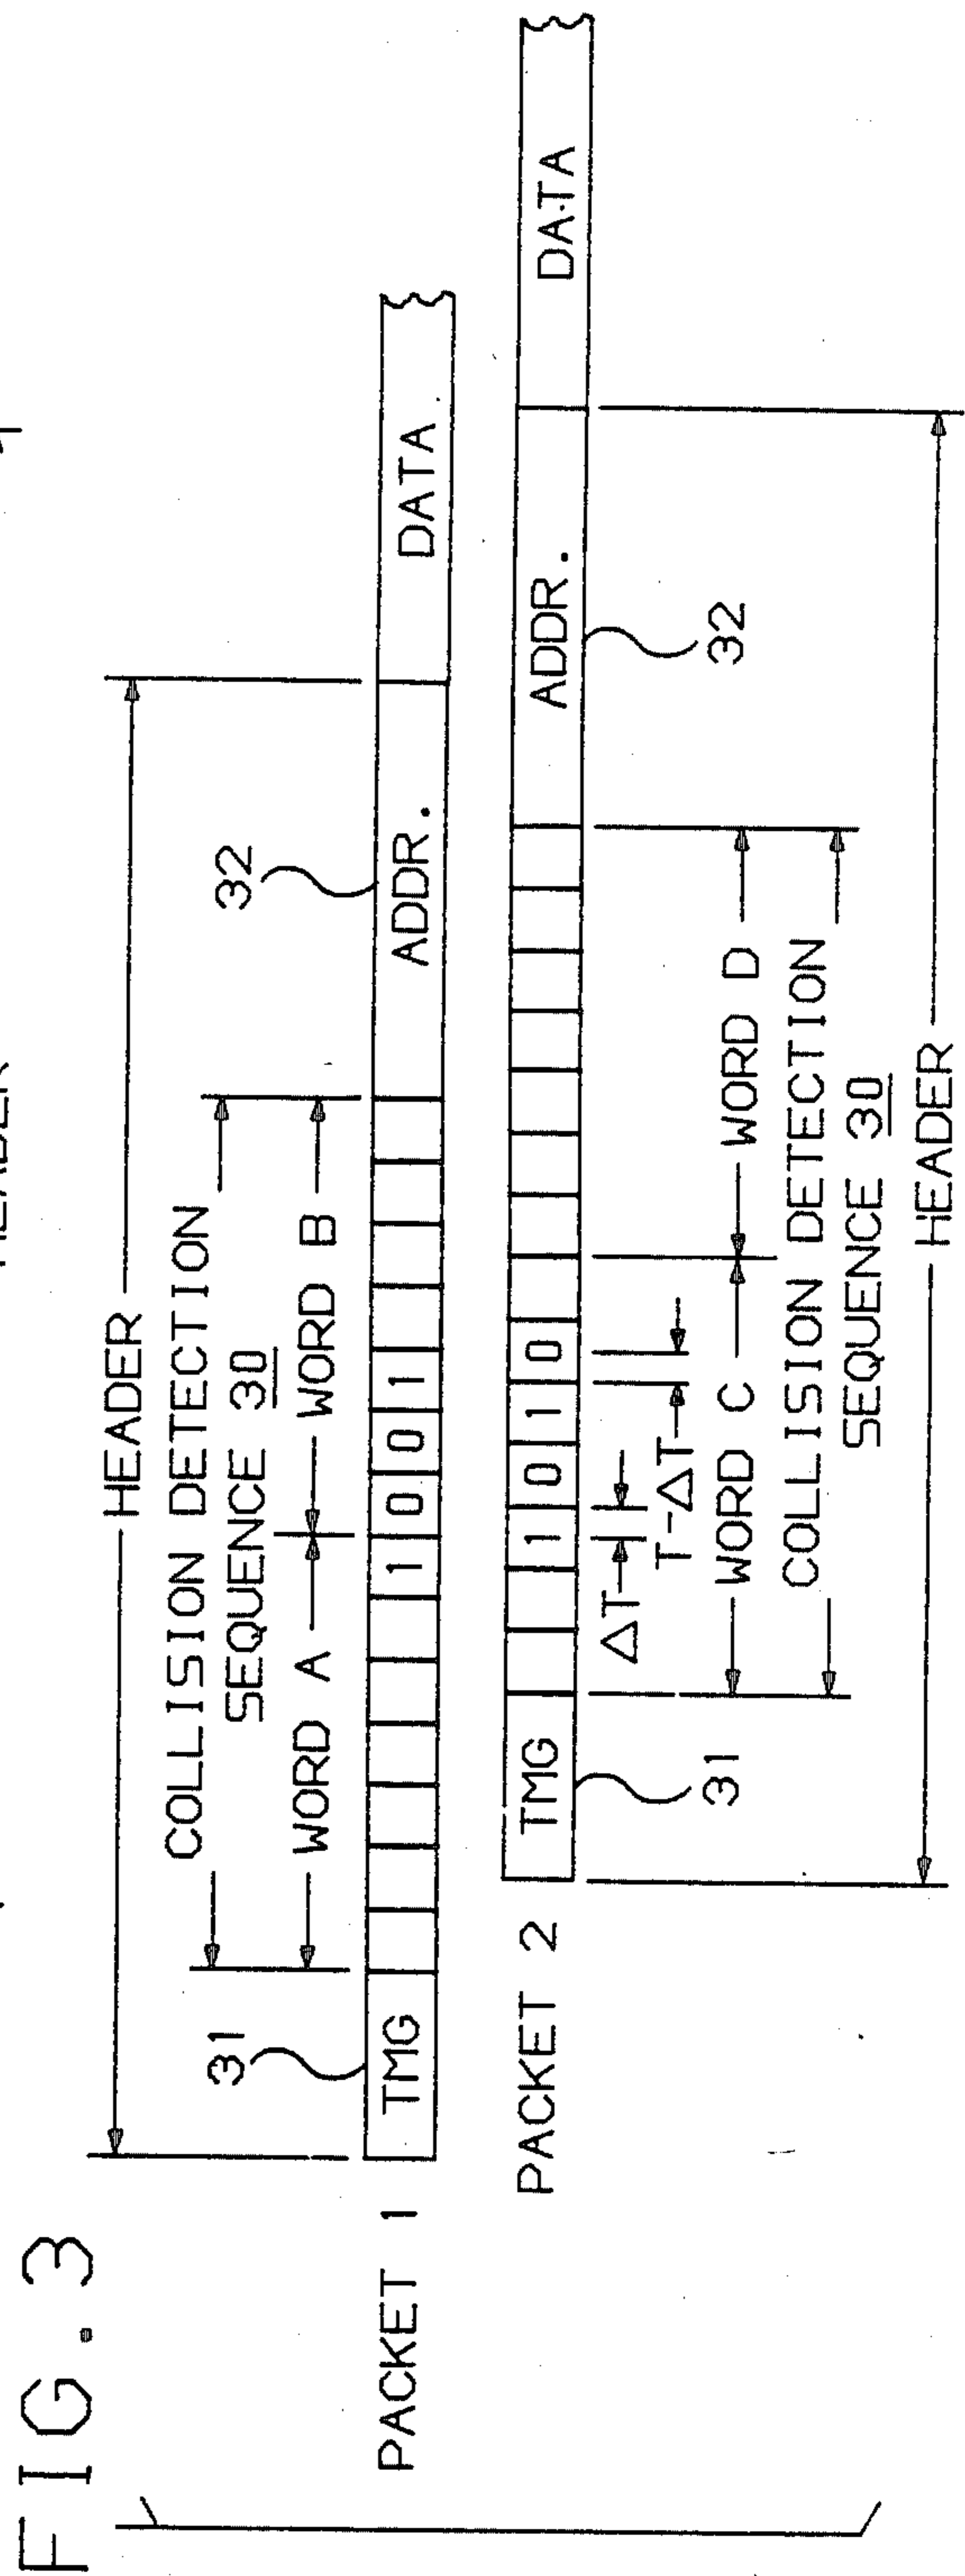 HEADER
FIG.3
HEADER
COLLISION DETECTION
SEQUENCE 30
WORD A
WORD B
31
32
PACKET 1
TMG
1
0
0
1
ADDR.
DATA
PACKET 2
TMG
1
0
1
0
ADDR.
DATA
31
32
ΔT
T-ΔT
WORD C
WORD D
COLLISION DETECTION
SEQUENCE 30
HEADER